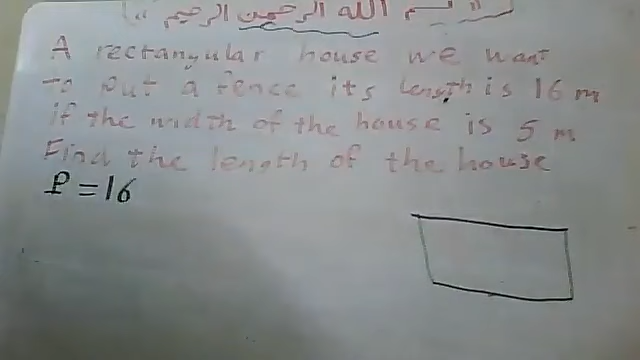 "بسم الله الرحمن الرحيم"
A rectangular house we want
to put a fence its length is 16 m
if the width of the house is 5 m
Find the length of the house
P = 16